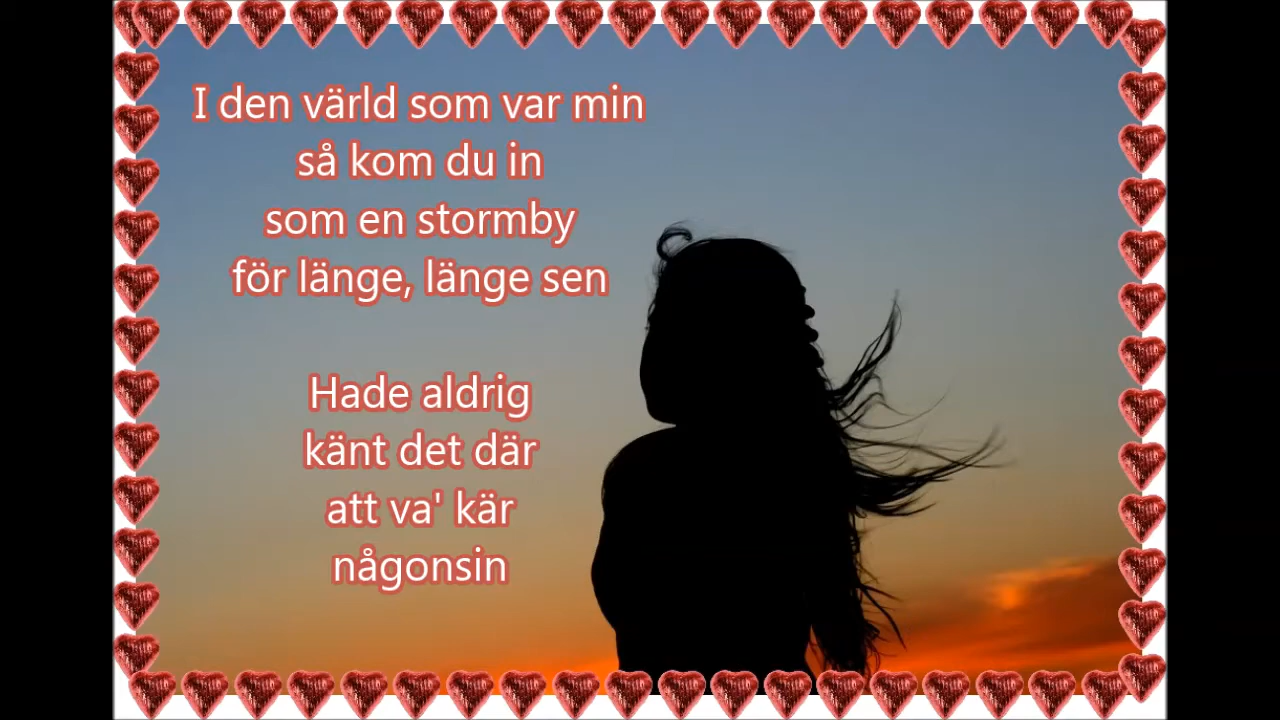 I den värld som var min
så kom du in
som en stormby
för länge, länge sen
Hade aldrig
känt det där
att va' kär
någonsin